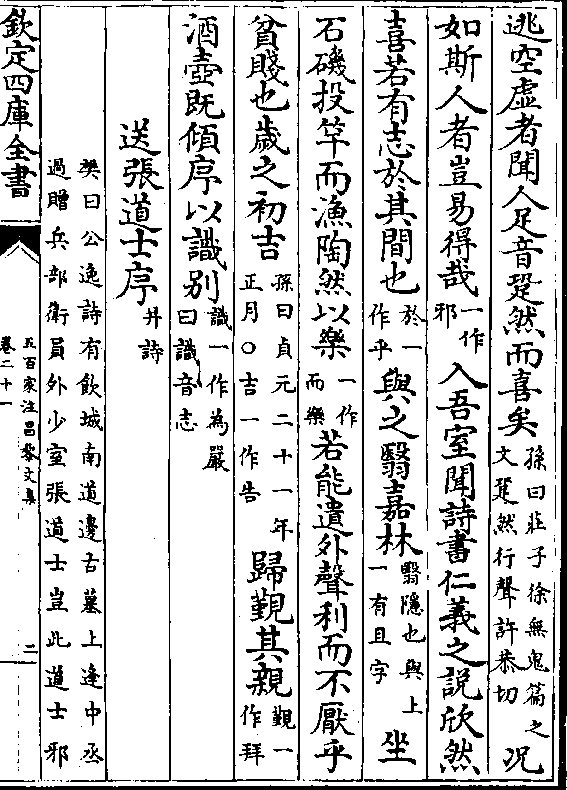 逃空虚者聞人足音跫然而喜矣孫曰莊子徐無鬼篇之文跫然行聲許恭切况
如斯人者豈易得哉一作邪入吾室聞詩書仁義之說欣然
喜若有志於其間也於一作乎與之翳嘉林翳隱也與上一有且字坐
石磯投竿而漁陶然以樂一作而樂若能遺外聲利而不厭乎
貧賤也歲之初吉孫曰貞元二十一年正月○吉一作告歸覲其親覲一作拜
酒壺既傾序以識别識一作為嚴曰識音志
送張道士序并詩
樊曰公逸詩有飲城南道邊古墓上逢中丞
過贈兵部衛員外少室張道士豈此道士邪
欽定四庫全書
五百家注昌黎文集
卷二十一
二